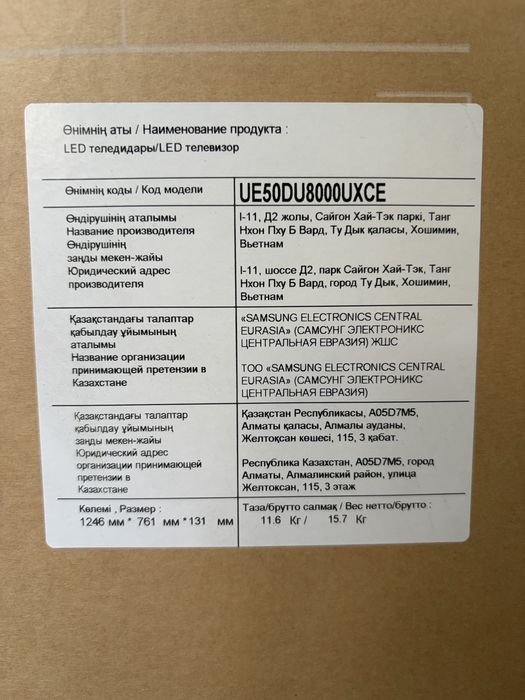 Өнімнің аты / Наименование продукта :
LED теледидары/LED телевизор
Өнімнің коды / Код модели
UE50DU8000UXCE
Өндірушінің аталымы
Название производителя
Өндірушінің
заңды мекен-жайы
Юридический адрес
производителя
I-11, Д2 жолы, Сайгон Хай-Тэк паркі, Танг
Нхон Пху Б Вард, Ту Дык қаласы, Хошимин,
Вьетнам
I-11, шоссе Д2, парк Сайгон Хай-Тэк, Танг
Нхон Пху Б Вард, город Ту Дык, Хошимин,
Вьетнам
Қазақстандағы талаптар
қабылдау ұйымының
аталымы
Название организации
принимающей претензии в
Казахстане
«SAMSUNG ELECTRONICS CENTRAL
EURASIA» (САМСУНГ ЭЛЕКТРОНИКС
ЦЕНТРАЛЬНАЯ ЕВРАЗИЯ) ЖШС
ТОО «SAMSUNG ELECTRONICS CENTRAL
EURASIA» (САМСУНГ ЭЛЕКТРОНИКС
ЦЕНТРАЛЬНАЯ ЕВРАЗИЯ)
Қазақстандағы талаптар
қабылдау ұйымының
заңды мекен-жайы
Юридический адрес
организации принимающей
претензии в
Казахстане
Қазақстан Республикасы, A05D7M5,
Алматы қаласы, Алмалы ауданы,
Желтоқсан көшесі, 115, 3 қабат.
Республика Казахстан, A05D7M5, город
Алматы, Алмалинский район, улица
Желтоксан, 115, 3 этаж
Көлемі , Размер :
1246 мм * 761 мм *131 мм
Таза/брутто салмақ / Вес нетто/брутто :
11.6 Кг / 15.7 Кг